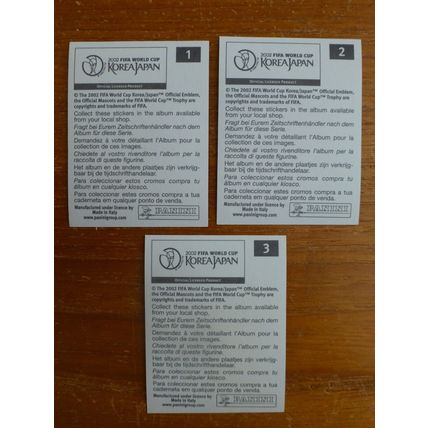 2002 FIFA WORLD CUP
KOREAJAPAN
OFFICIAL LICENSED PRODUCT
1
© The 2002 FIFA World Cup Korea/Japan™ Official Emblem,
the Official Mascots and the FIFA World Cup™ Trophy are
copyrights and trademarks of FIFA.
Collect these stickers in the album available
from your local shop.
Fragt bei Eurem Zeitschriftenhändler nach dem
Album für diese Serie.
Demandez à votre détaillant l'Album pour la
collection de ces images.
Chiedete al vostro rivenditore l'album per la
raccolta di queste figurine.
Het album en de andere plaatjes zijn verkrijg-
baar bij de tijdschriftenhandelaar.
Para coleccionar estos cromos compra tu
álbum en cualquier kiosco.
Para coleccionar estes cromos compra a tua
caderneta em qualquer ponto de venda.
Manufactured under licence by
Made in Italy
www.paninigroup.com
PANINI
2002 FIFA WORLD CUP
KOREAJAPAN
OFFICIAL LICENSED PRODUCT
2
© The 2002 FIFA World Cup Korea/Japan™ Official Emblem,
the Official Mascots and the FIFA World Cup™ Trophy are
copyrights and trademarks of FIFA.
Collect these stickers in the album available
from your local shop.
Fragt bei Eurem Zeitschriftenhändler nach dem
Album für diese Serie.
Demandez à votre détaillant l'Album pour la
collection de ces images.
Chiedete al vostro rivenditore l'album per la
raccolta di queste figurine.
Het album en de andere plaatjes zijn verkrijg-
baar bij de tijdschriftenhandelaar.
Para coleccionar estos cromos compra tu
álbum en cualquier kiosco.
Para coleccionar estes cromos compra a tua
caderneta em qualquer ponto de venda.
Manufactured under licence by
Made in Italy
www.paninigroup.com
PANINI
2002 FIFA WORLD CUP
KOREAJAPAN
OFFICIAL LICENSED PRODUCT
3
© The 2002 FIFA World Cup Korea/Japan™ Official Emblem,
the Official Mascots and the FIFA World Cup™ Trophy are
copyrights and trademarks of FIFA.
Collect these stickers in the album available
from your local shop.
Fragt bei Eurem Zeitschriftenhändler nach dem
Album für diese Serie.
Demandez à votre détaillant l'Album pour la
collection de ces images.
Chiedete al vostro rivenditore l'album per la
raccolta di queste figurine.
Het album en de andere plaatjes zijn verkrijg-
baar bij de tijdschriftenhandelaar.
Para coleccionar estos cromos compra tu
álbum en cualquier kiosco.
Para coleccionar estes cromos compra a tua
caderneta em qualquer ponto de venda.
Manufactured under licence by
Made in Italy
www.paninigroup.com
PANINI